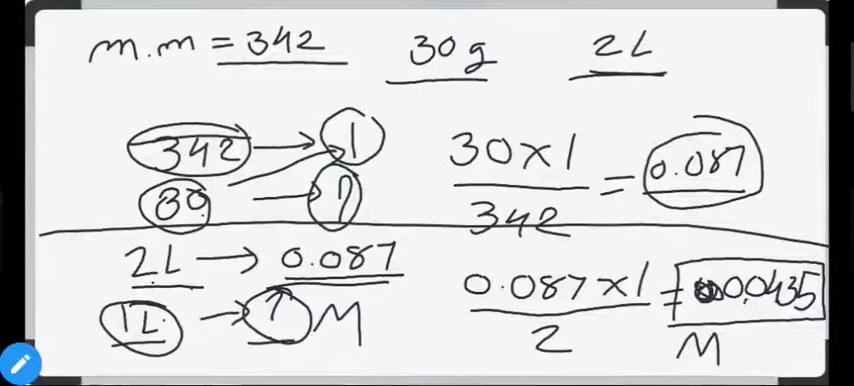 m.m = 342 30g 2L
342 → 1
30 → ?
30 x 1 / 342 = 0.087
2L → 0.087
1L → ? M
0.087 x 1 / 2 = 0.0435
M